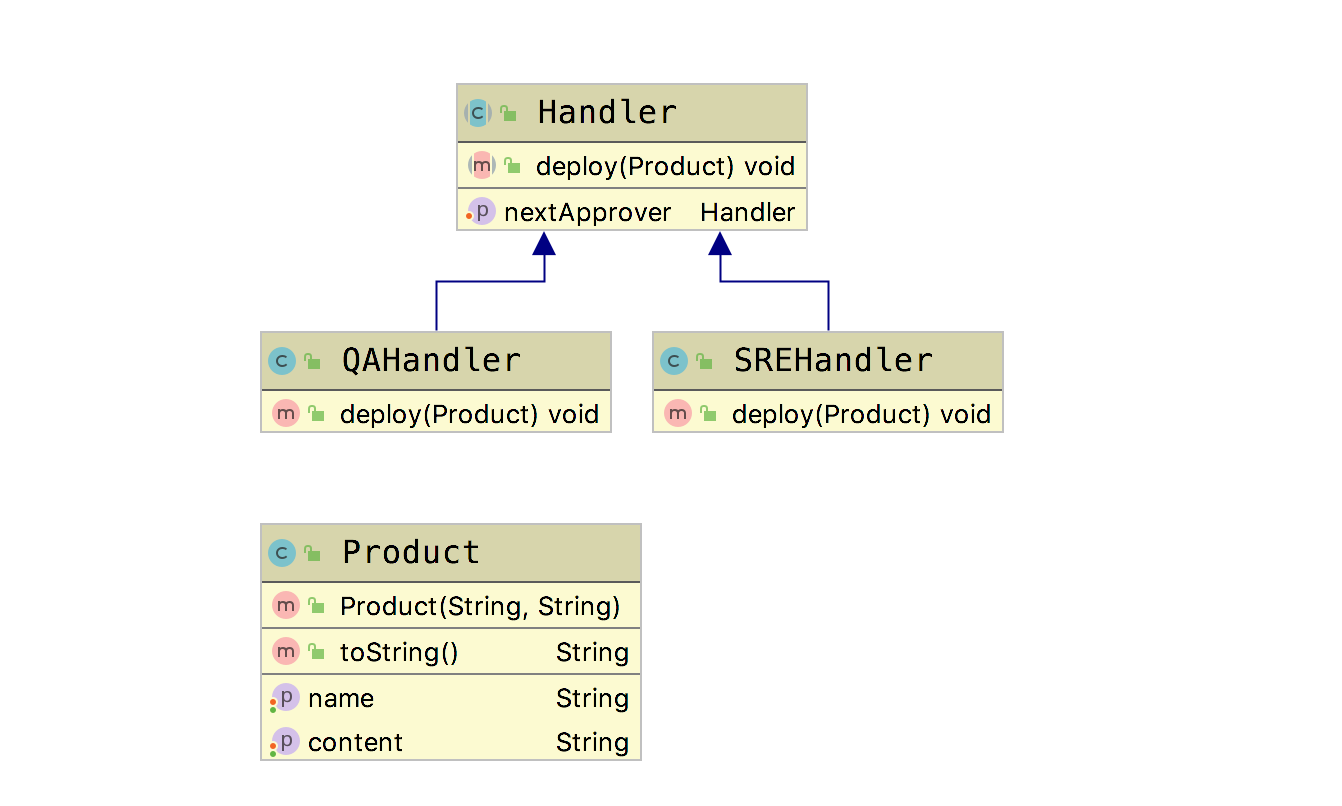 Handler
deploy(Product) void
nextApprover Handler
QAHandler
deploy(Product) void
SREHandler
deploy(Product) void
Product
Product(String, String)
toString() String
name String
content String